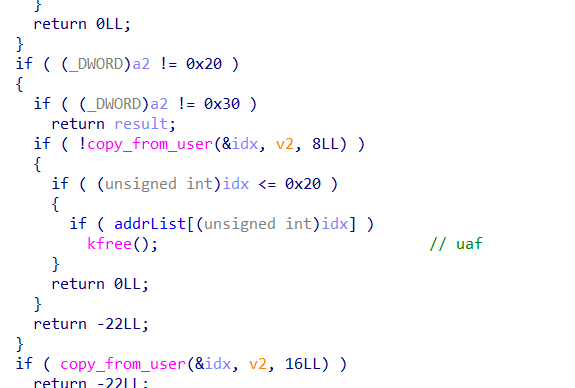 }
return 0LL;
}
if ( (_DWORD)a2 != 0x20 )
{
if ( (_DWORD)a2 != 0x30 )
return result;
if ( !copy_from_user(&idx, v2, 8LL) )
{
if ( (unsigned int)idx <= 0x20 )
{
if ( addrList[(unsigned int)idx] )
kfree(); // uaf
}
return 0LL;
}
return -22LL;
}
if ( copy_from_user(&idx, v2, 16LL) )
return -22LL;